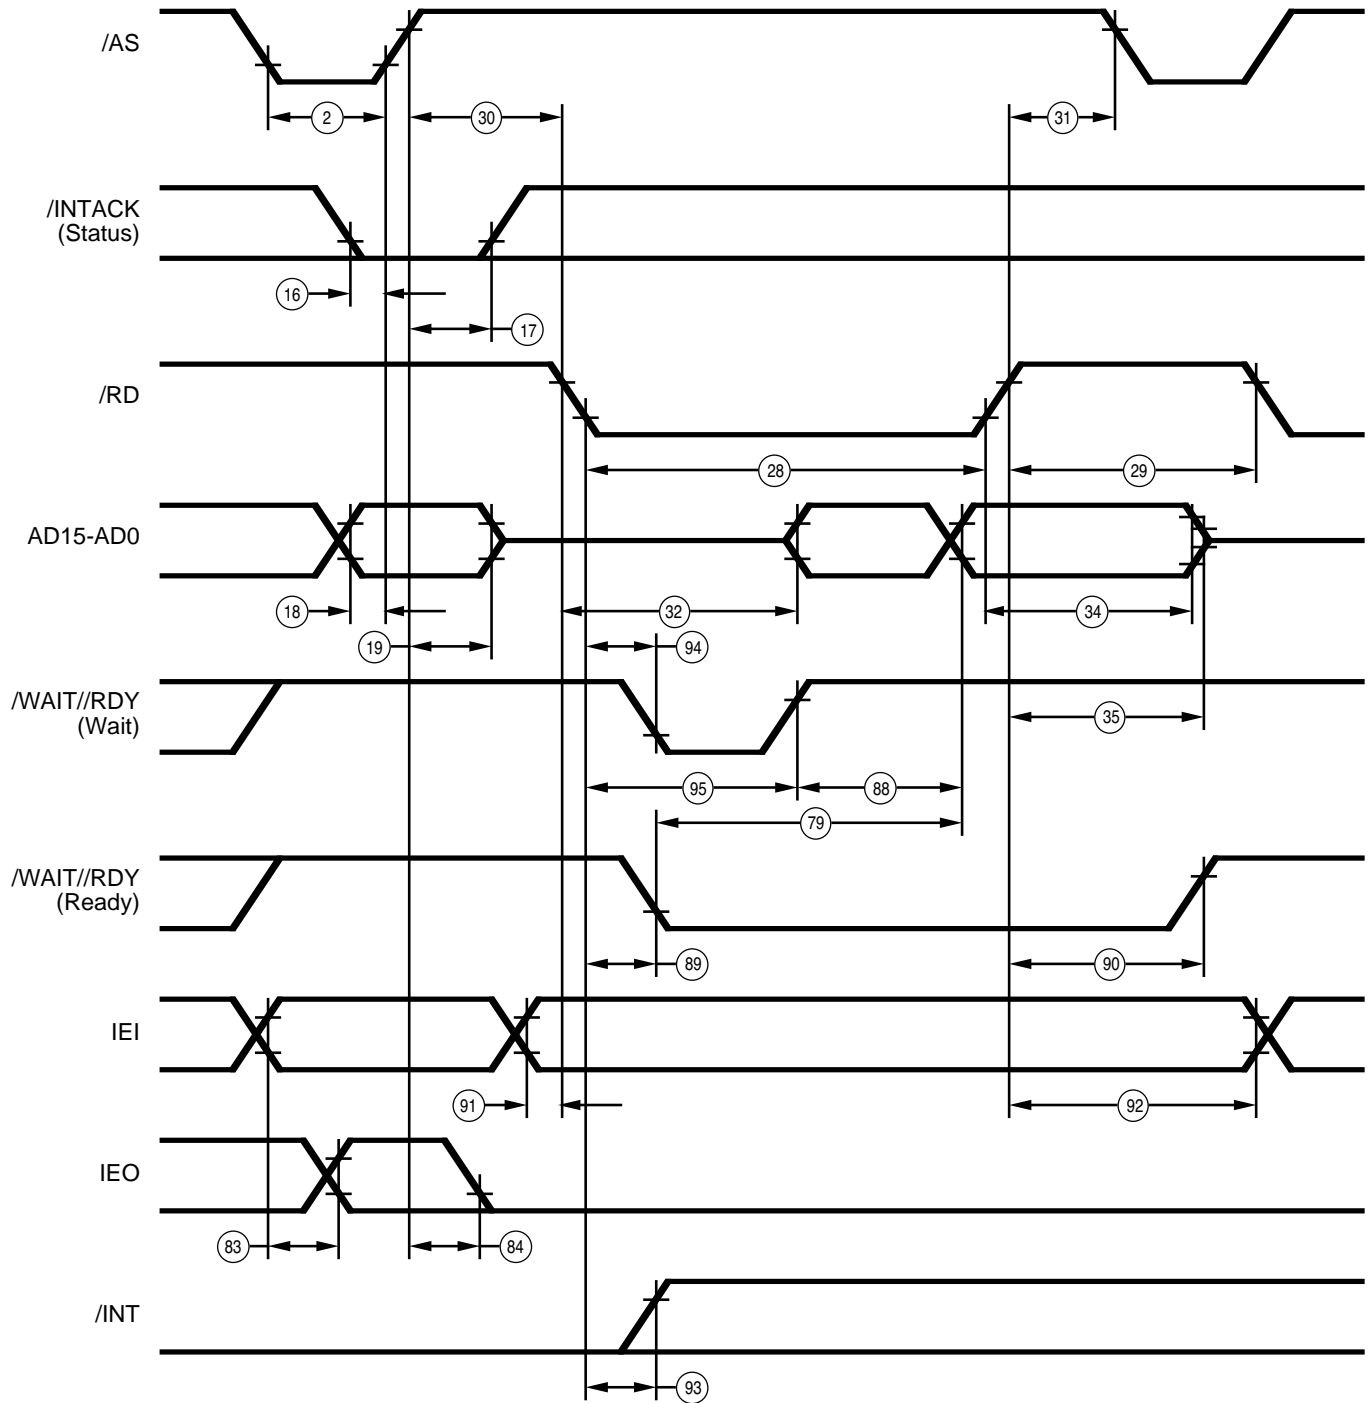 /AS
2
30
31
/INTACK
(Status)
16
17
/RD
28
29
AD15-AD0
18
32
34
19
94
/WAIT//RDY
(Wait)
35
95
88
79
/WAIT//RDY
(Ready)
89
90
IEI
91
92
IEO
83
84
/INT
93